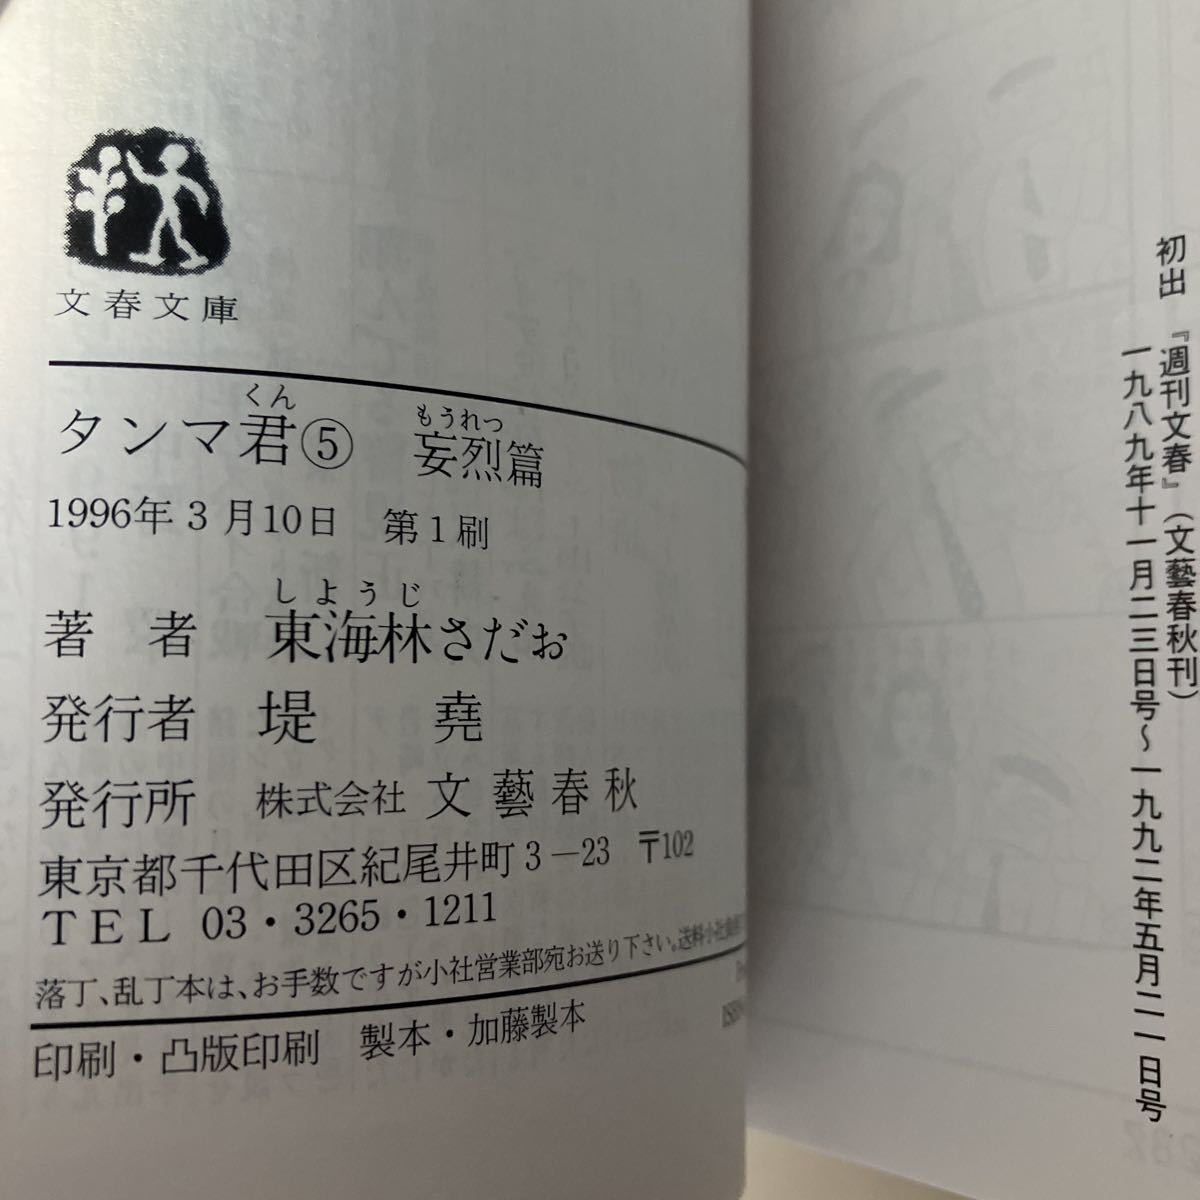 初出 『週刊文春』（文藝春秋刊）
一九八九年十一月二三日号〜一九九二年五月二一日号
文春文庫
くん
もうれつ
タンマ君⑤ 妄烈篇
1996年3月10日 第1刷
しようじ
著 者 東海林さだお
発行者 堤 堯
発行所 株式会社 文藝春秋
東京都千代田区紀尾井町3―23 〒102
TEL 03・3265・1211
落丁、乱丁本は、お手数ですが小社営業部宛お送り下さい。送料小社負担
印刷・凸版印刷 製本・加藤製本